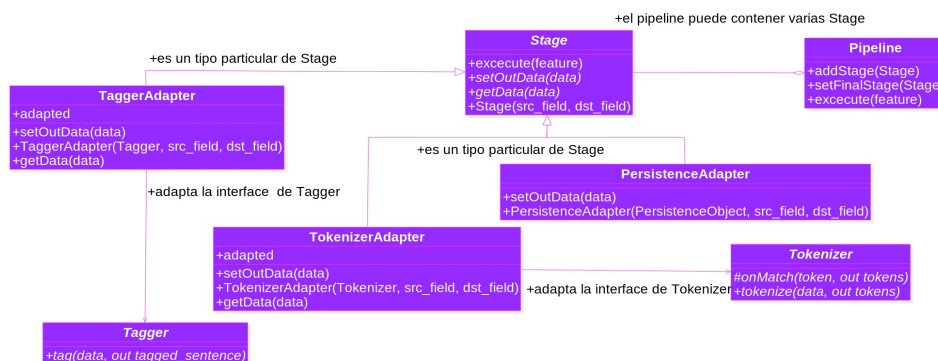 +el pipeline puede contener varias Stage
Stage
+excecute(feature)
+setOutData(data)
+getData(data)
+Stage(src_field, dst_field)
Pipeline
+addStage(Stage)
+setFinalStage(Stage
+excecute(feature)
+es un tipo particular de Stage
TaggerAdapter
+adapted
+setOutData(data)
+TaggerAdapter(Tagger, src_field, dst_field)
+getData(data)
+es un tipo particular de Stage
PersistenceAdapter
+setOutData(data)
+PersistenceAdapter(PersistenceObject, src_field, dst_field)
+adapta la interface de Tagger
TokenizerAdapter
+adapted
+setOutData(data)
+TokenizerAdapter(Tokenizer, src_field, dst_field)
+getData(data)
+adapta la interface de Tokenizer
Tokenizer
#onMatch(token, out tokens)
+tokenize(data, out tokens)
Tagger
+tag(data, out tagged_sentence)